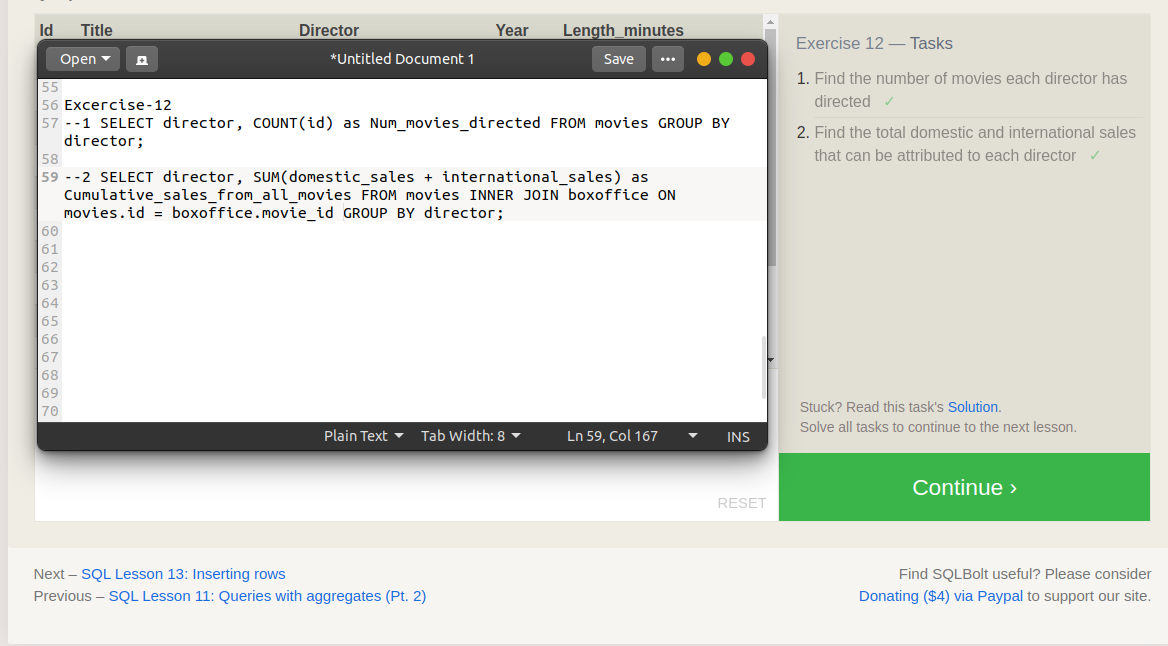 Id Title Director Year Length_minutes
Open *Untitled Document 1 Save
55
56 Excercise-12
57 --1 SELECT director, COUNT(id) as Num_movies_directed FROM movies GROUP BY
director;
58
59 --2 SELECT director, SUM(domestic_sales + international_sales) as
Cumulative_sales_from_all_movies FROM movies INNER JOIN boxoffice ON
movies.id = boxoffice.movie_id GROUP BY director;
60
61
62
63
64
65
66
67
68
69
70
Plain Text Tab Width: 8 Ln 59, Col 167 INS
RESET
Exercise 12 — Tasks
1. Find the number of movies each director has
directed ✓
2. Find the total domestic and international sales
that can be attributed to each director ✓
Stuck? Read this task's Solution.
Solve all tasks to continue to the next lesson.
Continue ›
Next – SQL Lesson 13: Inserting rows
Previous – SQL Lesson 11: Queries with aggregates (Pt. 2)
Find SQLBolt useful? Please consider
Donating ($4) via Paypal to support our site.